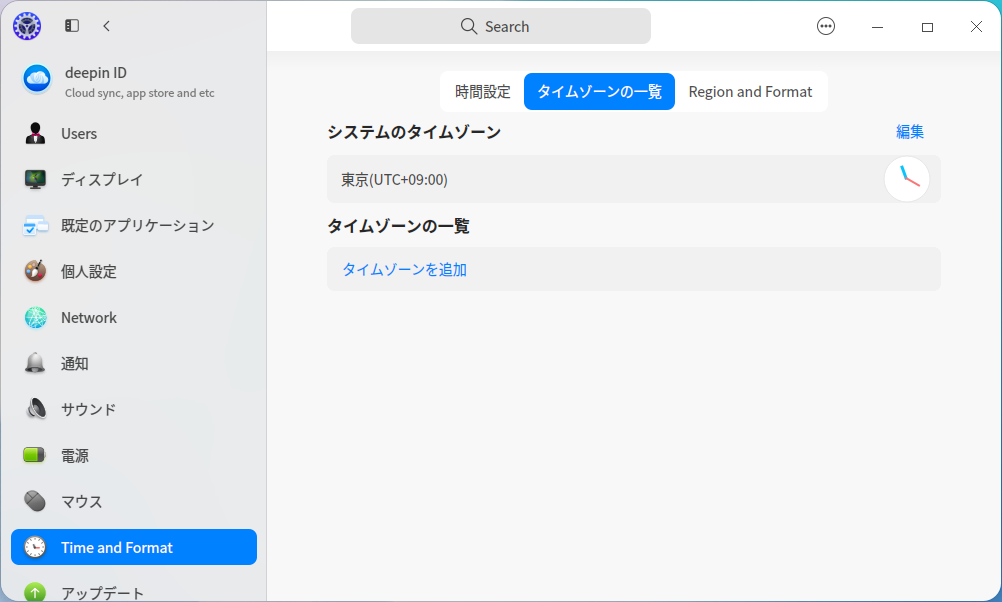 Search
deepin ID
Cloud sync, app store and etc
Users
ディスプレイ
既定のアプリケーション
個人設定
Network
通知
サウンド
電源
マウス
Time and Format
アップデート
時間設定
タイムゾーンの一覧
Region and Format
システムのタイムゾーン
編集
東京(UTC+09:00)
タイムゾーンの一覧
タイムゾーンを追加